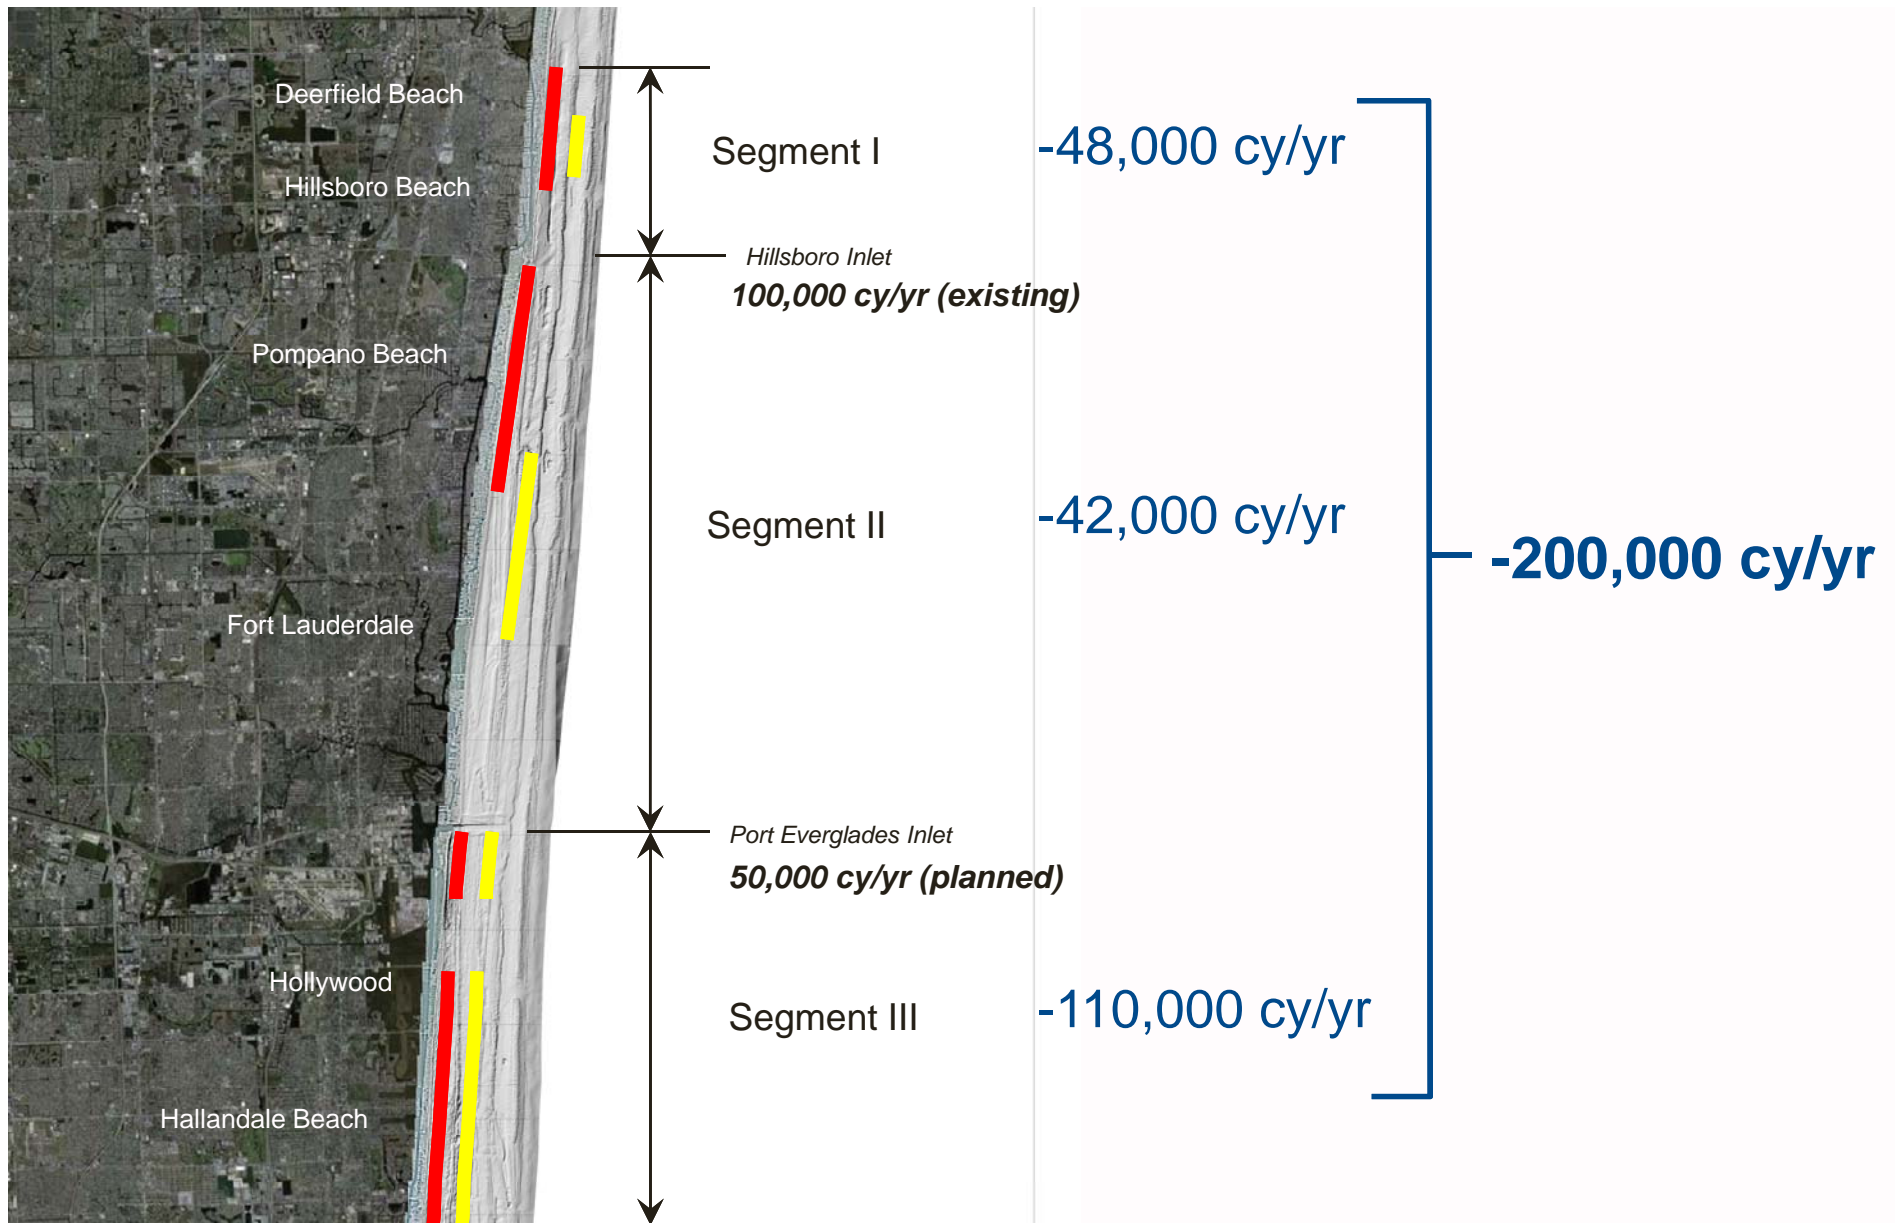 Deerfield Beach
Segment I
-48,000 cy/yr
Hillsboro Beach
Hillsboro Inlet
100,000 cy/yr (existing)
Pompano Beach
Segment II
-42,000 cy/yr
-200,000 cy/yr
Fort Lauderdale
Port Everglades Inlet
50,000 cy/yr (planned)
Hollywood
Segment III
-110,000 cy/yr
Hallandale Beach